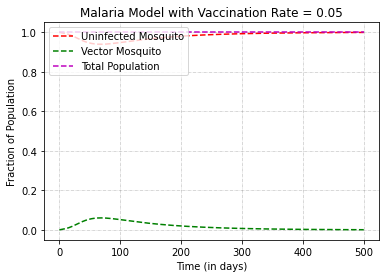 Malaria Model with Vaccination Rate = 0.05
Uninfected Mosquito
Vector Mosquito
Total Population
Fraction of Population
1.0
0.8
0.6
0.4
0.2
0.0
0
100
200
300
400
500
Time (in days)